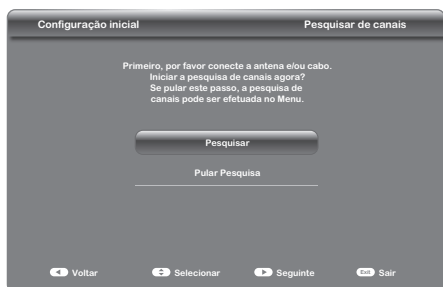 Configuração inicial Pesquisar de canais
Primeiro, por favor conecte a antena e/ou cabo.
Iniciar a pesquisa de canais agora?
Se pular este passo, a pesquisa de
canais pode ser efetuada no Menu.
Pesquisar
Pular Pesquisa
Voltar Selecionar Seguinte Exit Sair